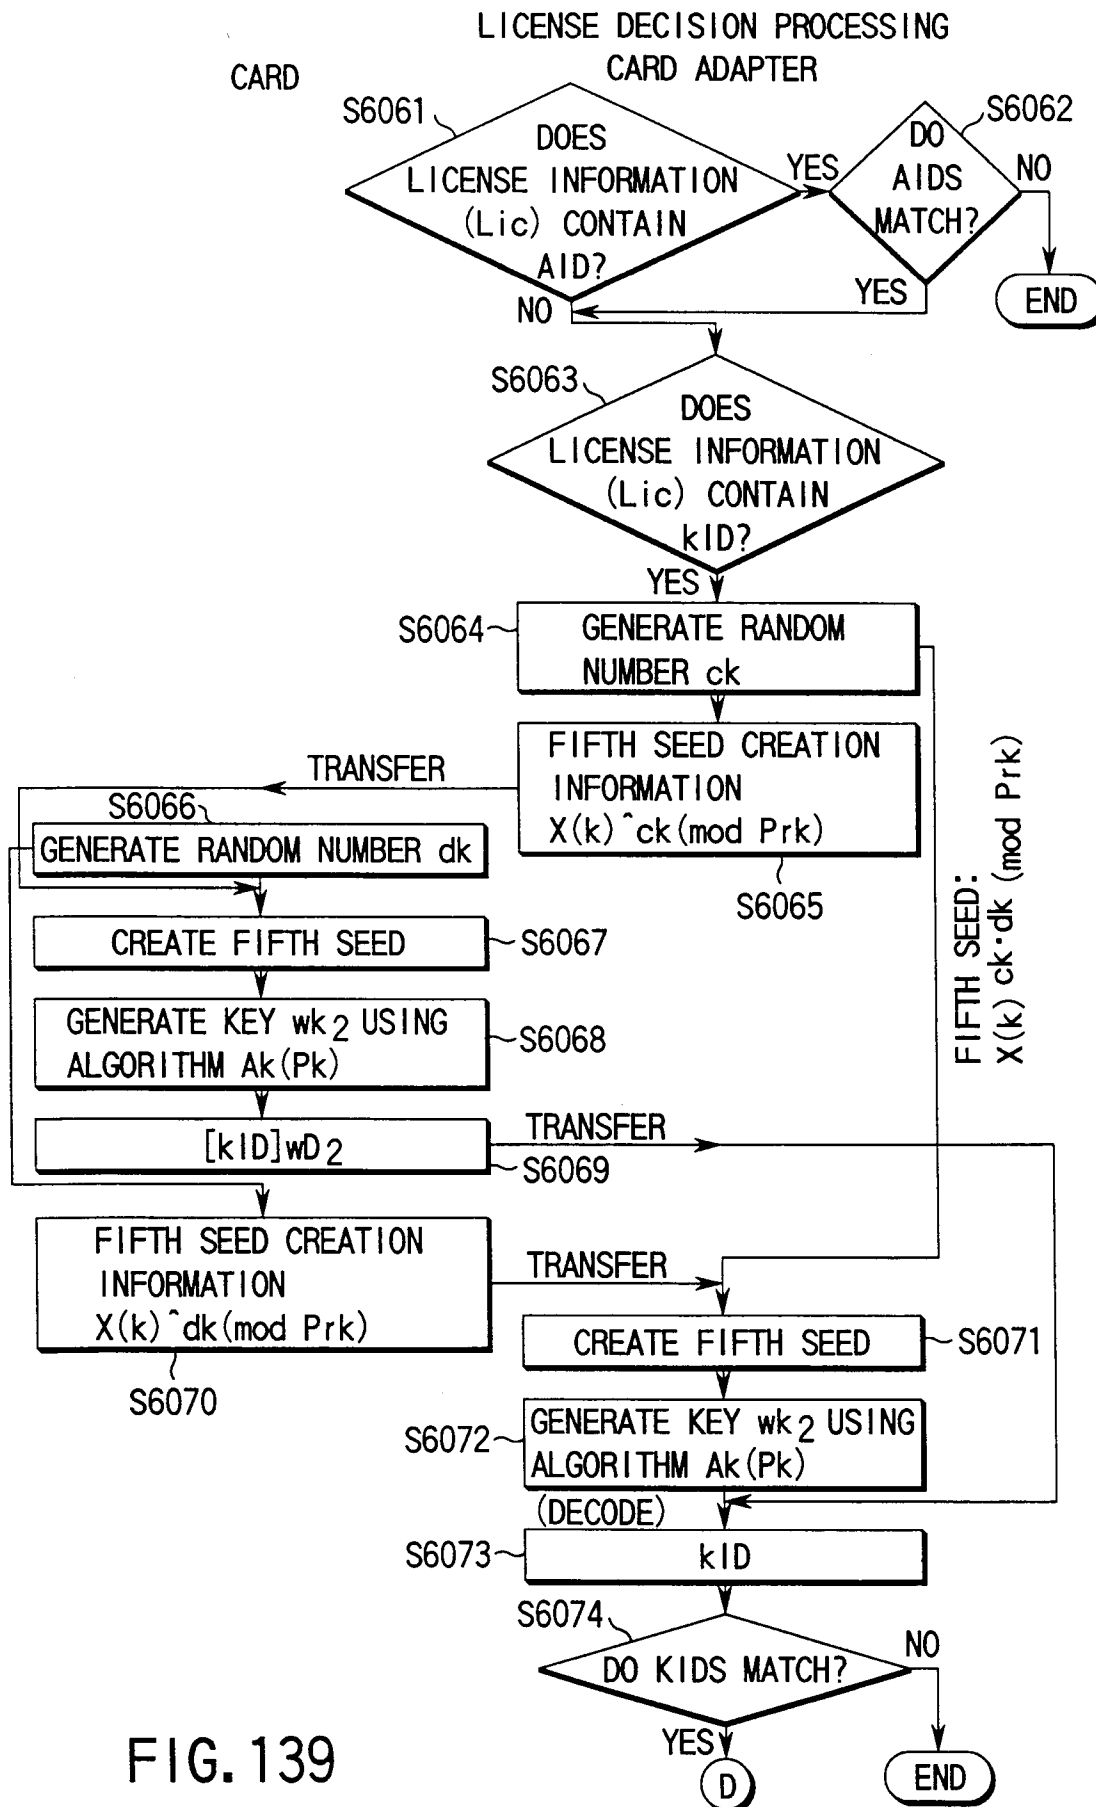 LICENSE DECISION PROCESSING
CARD
CARD ADAPTER
S6061
S6062
DOES
LICENSE INFORMATION
(Lic) CONTAIN
AID?
YES
DO
AIDS
MATCH?
NO
NO
YES
END
S6063
DOES
LICENSE INFORMATION
(Lic) CONTAIN
kID?
YES
S6064
GENERATE RANDOM
NUMBER ck
FIFTH SEED CREATION
INFORMATION
X(k)^ck(mod Prk)
S6065
TRANSFER
S6066
GENERATE RANDOM NUMBER dk
FIFTH SEED:
X(k) ck·dk (mod Prk)
CREATE FIFTH SEED
S6067
GENERATE KEY wk2 USING
ALGORITHM Ak(Pk)
S6068
[kID]wD2
TRANSFER
S6069
FIFTH SEED CREATION
INFORMATION
X(k)^dk(mod Prk)
TRANSFER
S6070
CREATE FIFTH SEED
S6071
S6072
GENERATE KEY wk2 USING
ALGORITHM Ak(Pk)
(DECODE)
S6073
kID
S6074
DO KIDS MATCH?
NO
YES
D
END
FIG.139